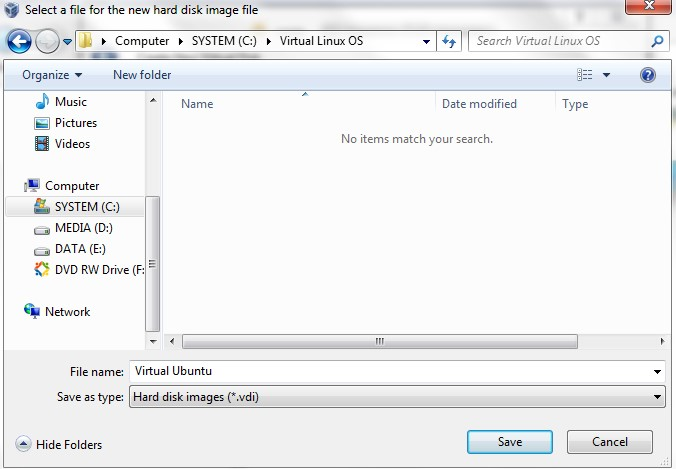 Select a file for the new hard disk image file
Computer SYSTEM (C:) Virtual Linux OS Search Virtual Linux OS
Organize New folder
Music
Pictures
Videos
Computer
SYSTEM (C:)
MEDIA (D:)
DATA (E:)
DVD RW Drive (F:
Network
Name Date modified Type
No items match your search.
File name: Virtual Ubuntu
Save as type: Hard disk images (*.vdi)
Hide Folders Save Cancel